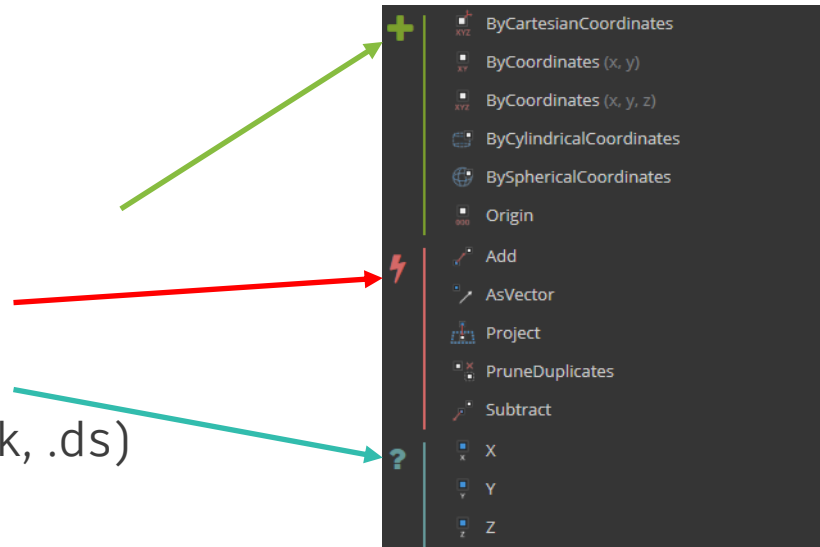 ByCartesianCoordinates
ByCoordinates (x, y)
ByCoordinates (x, y, z)
ByCylindricalCoordinates
BySphericalCoordinates
Origin
Add
AsVector
Project
PruneDuplicates
Subtract
k, .ds)
X
Y
Z